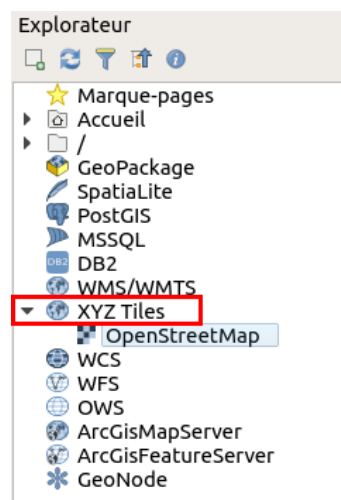 Explorateur
Marque-pages
Accueil
/
GeoPackage
SpatiaLite
PostGIS
MSSQL
DB2 DB2
WMS/WMTS
XYZ Tiles
OpenStreetMap
WCS
WFS
OWS
ArcGisMapServer
ArcGisFeatureServer
GeoNode